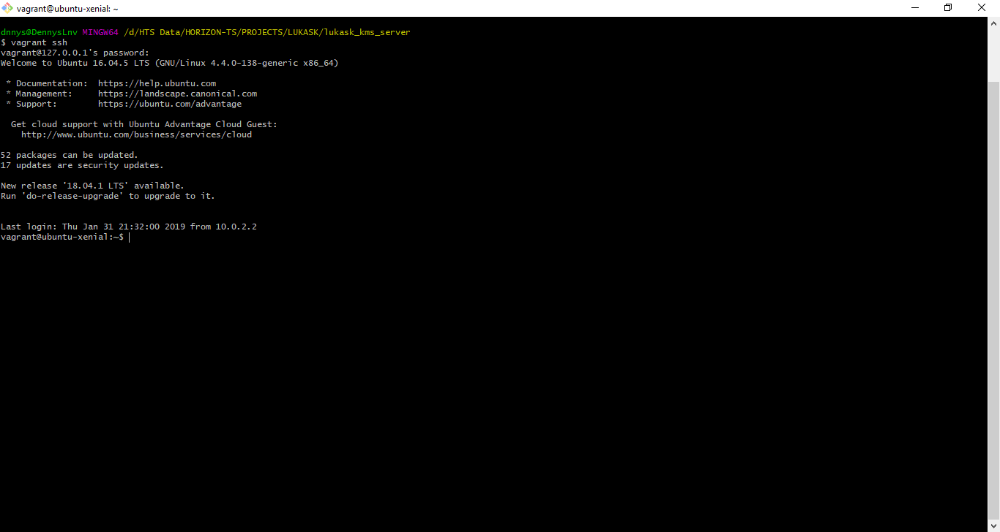 vagrant@ubuntu-xenial: ~
dnnys@DennysLnv MINGW64 /d/HTS Data/HORIZON-TS/PROJECTS/LUKASK/lukask_kms_server
$ vagrant ssh
vagrant@127.0.0.1's password:
Welcome to Ubuntu 16.04.5 LTS (GNU/Linux 4.4.0-138-generic x86_64)
* Documentation:  https://help.ubuntu.com
* Management:     https://landscape.canonical.com
* Support:        https://ubuntu.com/advantage
Get cloud support with Ubuntu Advantage Cloud Guest:
http://www.ubuntu.com/business/services/cloud
52 packages can be updated.
17 updates are security updates.
New release '18.04.1 LTS' available.
Run 'do-release-upgrade' to upgrade to it.
Last login: Thu Jan 31 21:32:00 2019 from 10.0.2.2
vagrant@ubuntu-xenial:~$